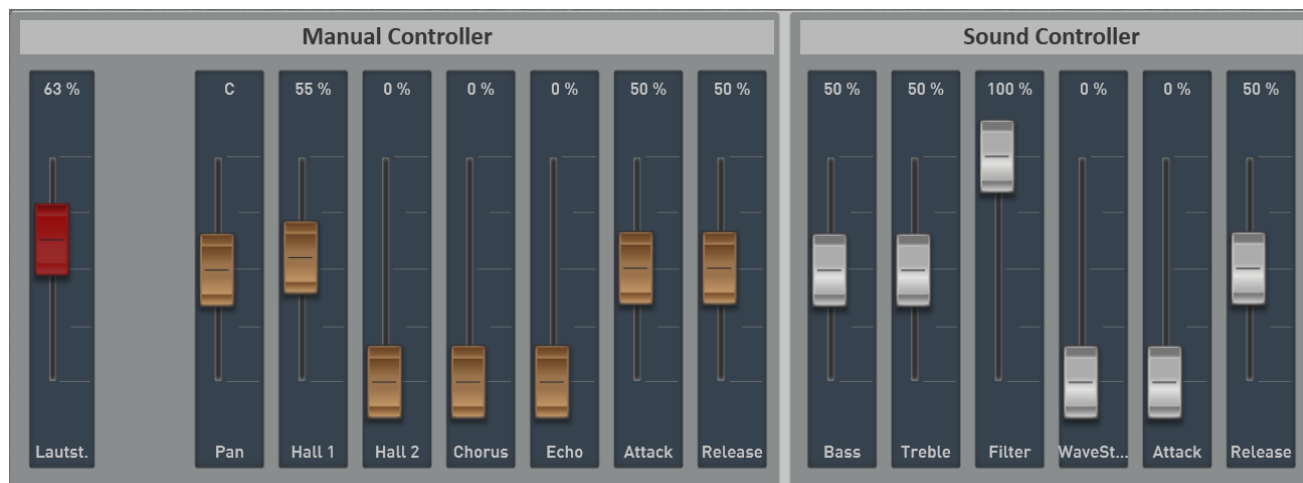 Manual Controller
63 % C 55 % 0 % 0 % 0 % 50 % 50 %
Lautst. Pan Hall 1 Hall 2 Chorus Echo Attack Release
Sound Controller
50 % 50 % 100 % 0 % 0 % 50 %
Bass Treble Filter WaveSt... Attack Release